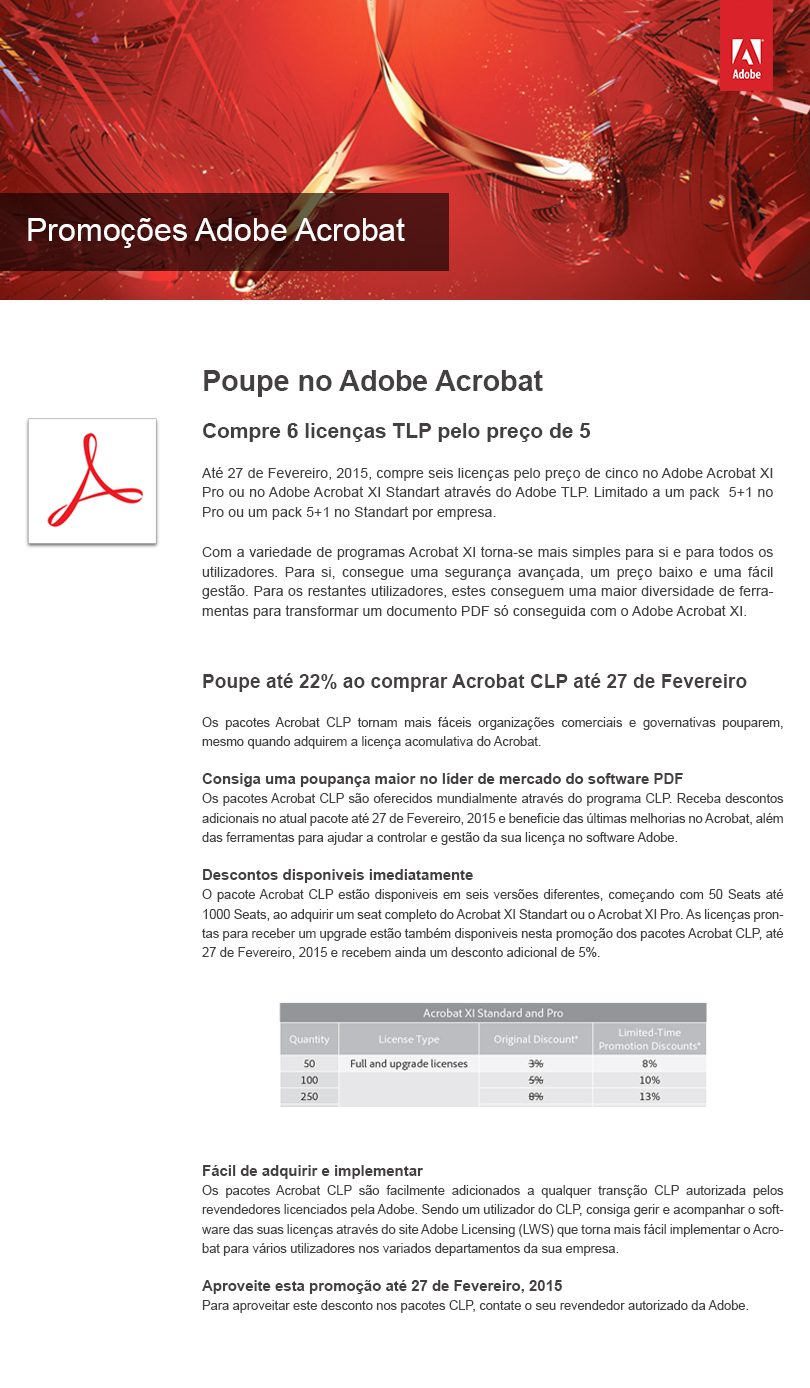 Adobe
Promoções Adobe Acrobat
Poupe no Adobe Acrobat
Compre 6 licenças TLP pelo preço de 5
Até 27 de Fevereiro, 2015, compre seis licenças pelo preço de cinco no Adobe Acrobat XI
Pro ou no Adobe Acrobat XI Standart através do Adobe TLP. Limitado a um pack 5+1 no
Pro ou um pack 5+1 no Standart por empresa.
Com a variedade de programas Acrobat XI torna-se mais simples para si e para todos os
utilizadores. Para si, consegue uma segurança avançada, um preço baixo e uma fácil
gestão. Para os restantes utilizadores, estes conseguem uma maior diversidade de ferra-
mentas para transformar um documento PDF só conseguida com o Adobe Acrobat XI.
Poupe até 22% ao comprar Acrobat CLP até 27 de Fevereiro
Os pacotes Acrobat CLP tornam mais fáceis organizações comerciais e governativas pouparem,
mesmo quando adquirem a licença acomulativa do Acrobat.
Consiga uma poupança maior no líder de mercado do software PDF
Os pacotes Acrobat CLP são oferecidos mundialmente através do programa CLP. Receba descontos
adicionais no atual pacote até 27 de Fevereiro, 2015 e beneficie das últimas melhorias no Acrobat, além
das ferramentas para ajudar a controlar e gestão da sua licença no software Adobe.
Descontos disponiveis imediatamente
O pacote Acrobat CLP estão disponiveis em seis versões diferentes, começando com 50 Seats até
1000 Seats, ao adquirir um seat completo do Acrobat XI Standart ou o Acrobat XI Pro. As licenças pron-
tas para receber um upgrade estão também disponiveis nesta promoção dos pacotes Acrobat CLP, até
27 de Fevereiro, 2015 e recebem ainda um desconto adicional de 5%.
Acrobat XI Standard and Pro
Quantity License Type Original Discount* Limited-Time Promotion Discounts*
50 Full and upgrade licenses 3% 8%
100 5% 10%
250 8% 13%
Fácil de adquirir e implementar
Os pacotes Acrobat CLP são facilmente adicionados a qualquer transção CLP autorizada pelos
revendedores licenciados pela Adobe. Sendo um utilizador do CLP, consiga gerir e acompanhar o soft-
ware das suas licenças através do site Adobe Licensing (LWS) que torna mais fácil implementar o Acro-
bat para vários utilizadores nos variados departamentos da sua empresa.
Aproveite esta promoção até 27 de Fevereiro, 2015
Para aproveitar este desconto nos pacotes CLP, contate o seu revendedor autorizado da Adobe.